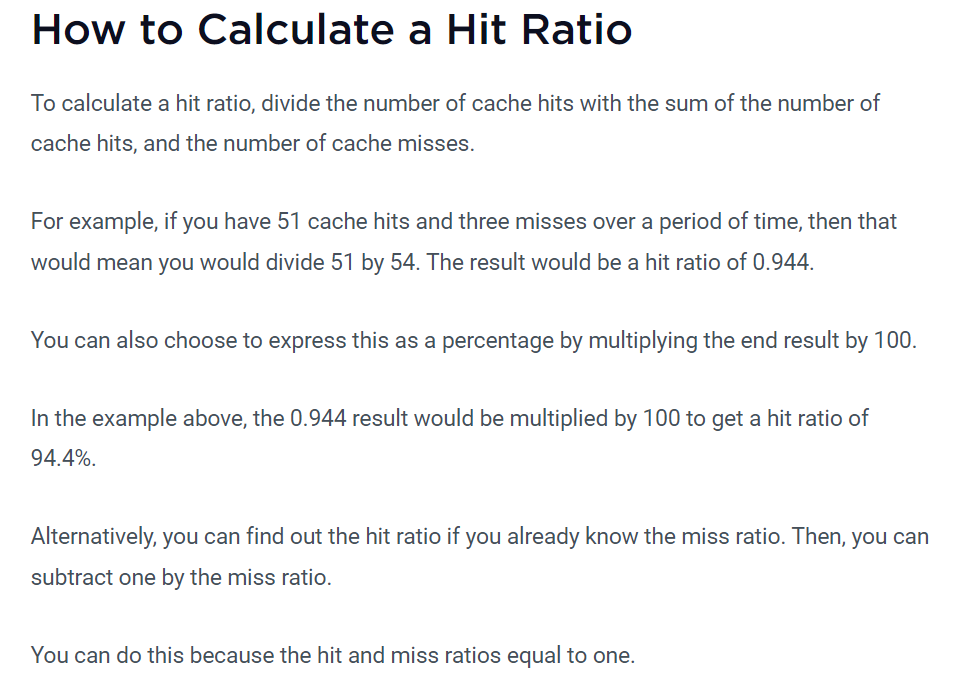 How to Calculate a Hit Ratio
To calculate a hit ratio, divide the number of cache hits with the sum of the number of
cache hits, and the number of cache misses.
For example, if you have 51 cache hits and three misses over a period of time, then that
would mean you would divide 51 by 54. The result would be a hit ratio of 0.944.
You can also choose to express this as a percentage by multiplying the end result by 100.
In the example above, the 0.944 result would be multiplied by 100 to get a hit ratio of
94.4%.
Alternatively, you can find out the hit ratio if you already know the miss ratio. Then, you can
subtract one by the miss ratio.
You can do this because the hit and miss ratios equal to one.